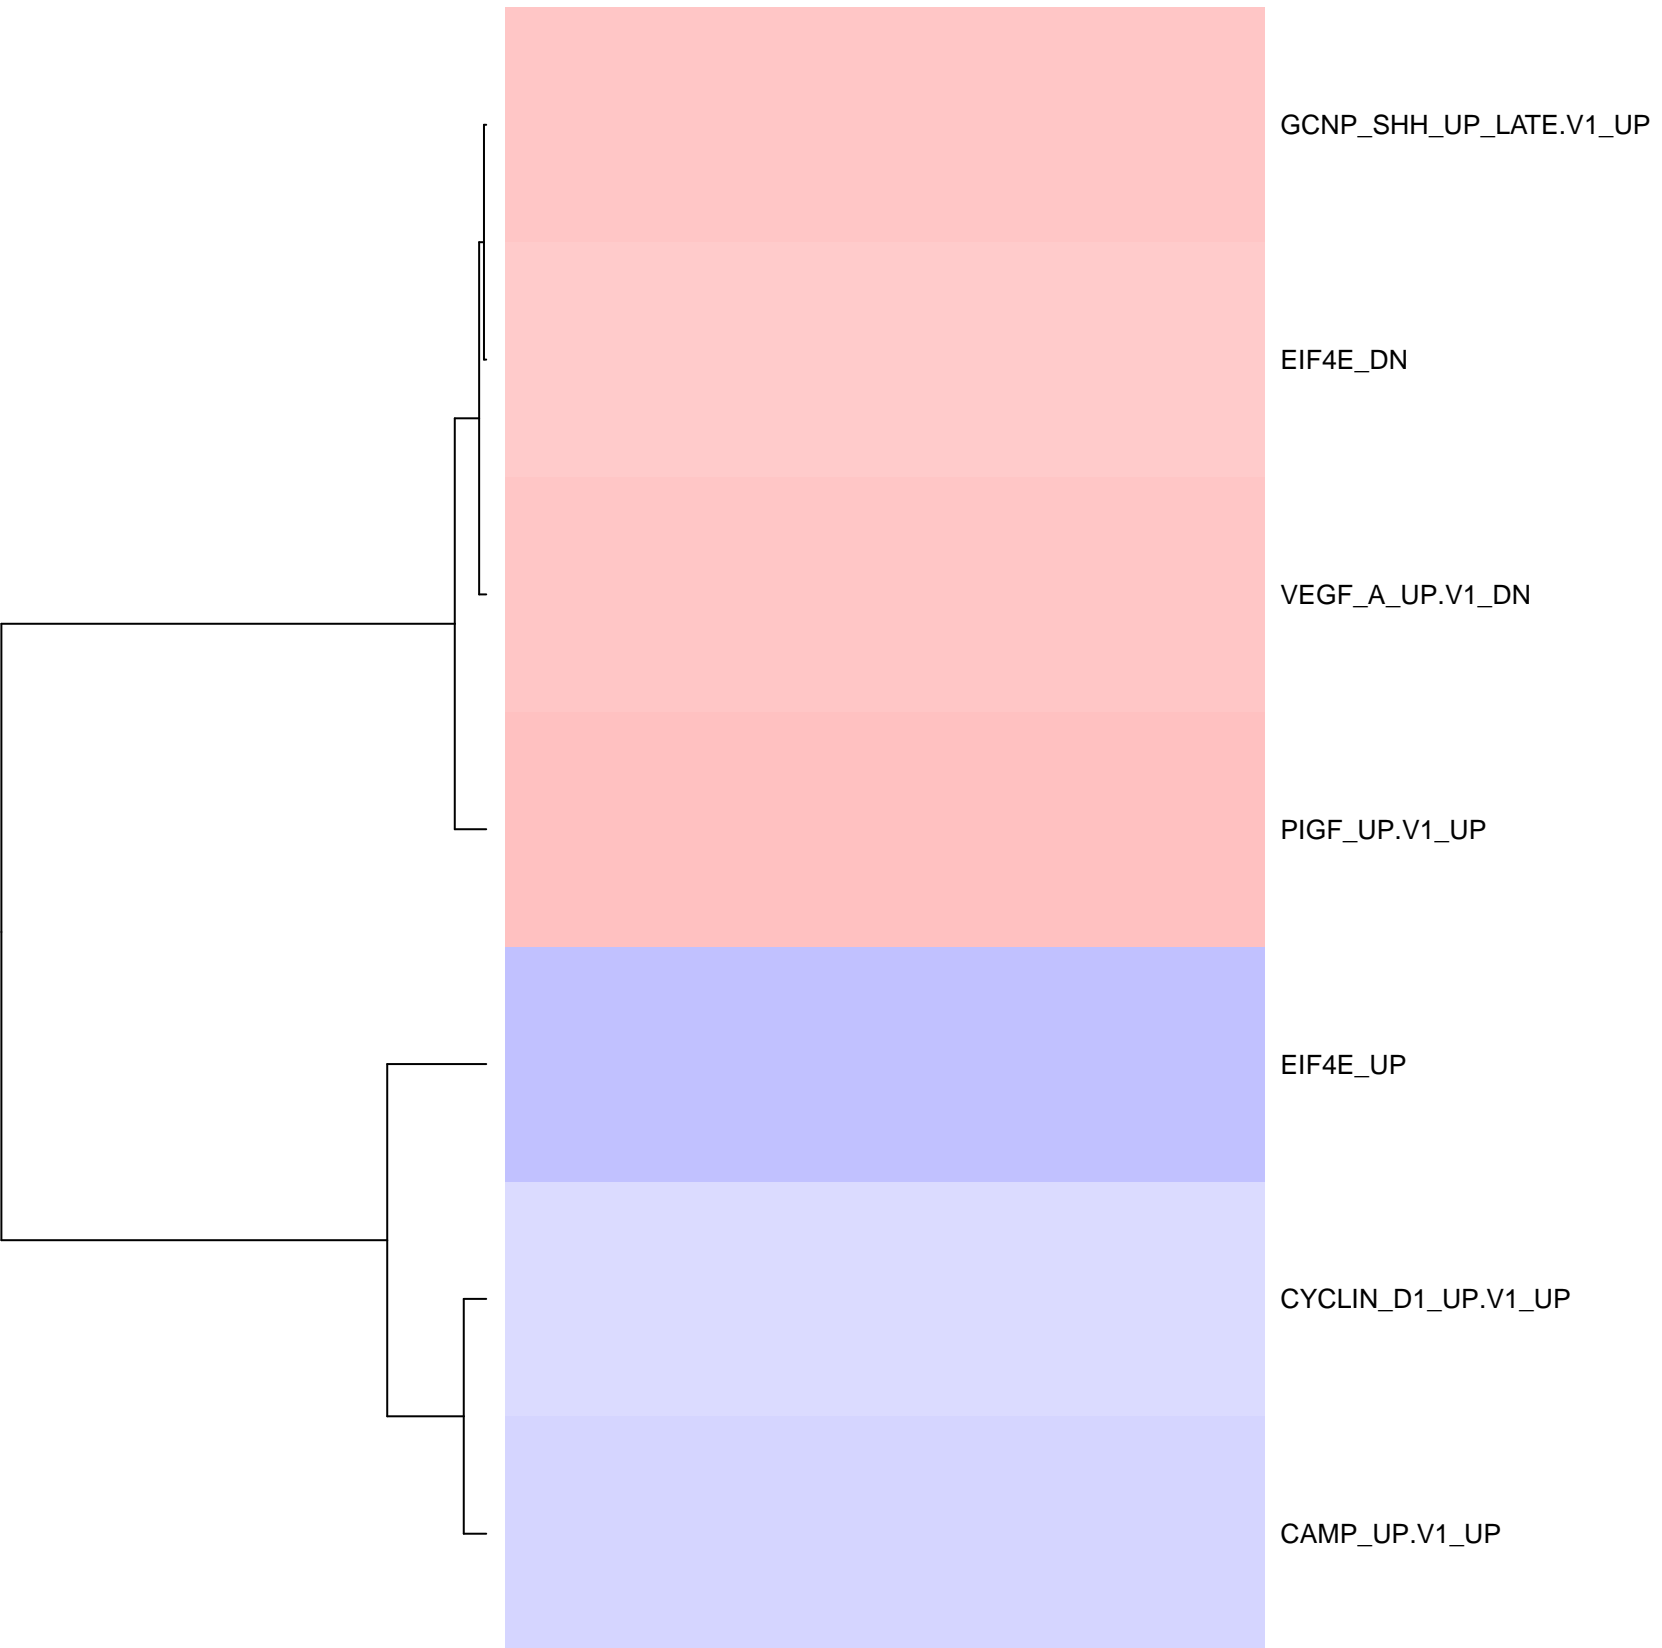 GCNP_SHH_UP_LATE.V1_UP
EIF4E_DN
VEGF_A_UP.V1_DN
PIGF_UP.V1_UP
EIF4E_UP
CYCLIN_D1_UP.V1_UP
CAMP_UP.V1_UP